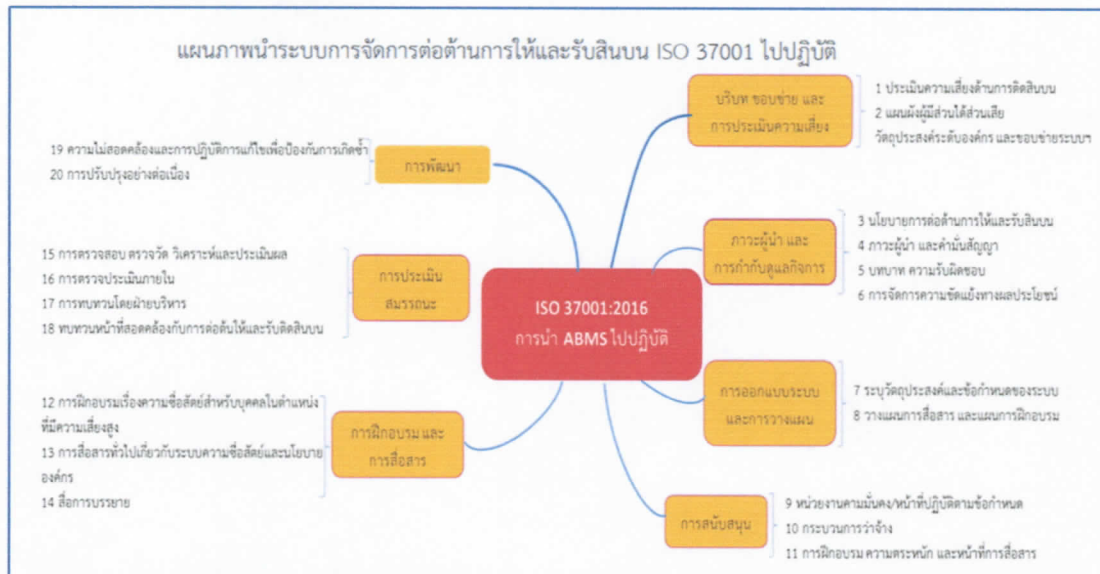 แผนภาพนำระบบการจัดการต่อต้านการให้และรับสินบน ISO 37001 ไปปฏิบัติ
บริบท ขอบข่าย และ
การประเมินความเสี่ยง
1 ประเมินความเสี่ยงด้านการติดสินบน
2 แผนผังผู้มีส่วนได้ส่วนเสีย
วัตถุประสงค์ระดับองค์กร และขอบข่ายระบบฯ
ภาวะผู้นำ และ
การกำกับดูแลกิจการ
3 นโยบายการต่อต้านการให้และรับสินบน
4 ภาวะผู้นำ และคำมั่นสัญญา
5 บทบาท ความรับผิดชอบ
6 การจัดการความขัดแย้งทางผลประโยชน์
ISO 37001:2016
การนำ ABMS ไปปฏิบัติ
การออกแบบระบบ
และการวางแผน
7 ระบุวัตถุประสงค์และข้อกำหนดของระบบ
8 วางแผนการสื่อสาร และแผนการฝึกอบรม
การสนับสนุน
9 หน่วยงานคามมั่นคง/หน้าที่ปฏิบัติตามข้อกำหนด
10 กระบวนการว่าจ้าง
11 การฝึกอบรม ความตระหนัก และหน้าที่การสื่อสาร
การฝึกอบรม และ
การสื่อสาร
12 การฝึกอบรมเรื่องความซื่อสัตย์สำหรับบุคคลในตำแหน่ง
ที่มีความเสี่ยงสูง
13 การสื่อสารทั่วไปเกี่ยวกับระบบความซื่อสัตย์และนโยบาย
องค์กร
14 สื่อการบรรยาย
การประเมิน
สมรรถนะ
15 การตรวจสอบ ตรวจวัด วิเคราะห์และประเมินผล
16 การตรวจประเมินภายใน
17 การทบทวนโดยฝ่ายบริหาร
18 ทบทวนหน้าที่สอดคล้องกับการต่อต้นให้และรับติดสินบน
การพัฒนา
19 ความไม่สอดคล้องและการปฏิบัติการแก้ไขเพื่อป้องกันการเกิดซ้ำ
20 การปรับปรุงอย่างต่อเนื่อง